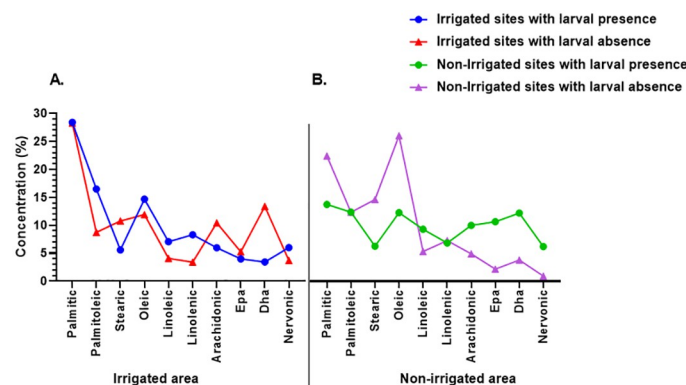 Irrigated sites with larval presence
Irrigated sites with larval absence
Non-Irrigated sites with larval presence
Non-Irrigated sites with larval absence
A.
B.
Concentration (%)
30
25
20
15
10
5
0
Palmitic
Palmitoleic
Stearic
Oleic
Linoleic
Linolenic
Arachidonic
Epa
Dha
Nervonic
Palmitic
Palmitoleic
Stearic
Oleic
Linoleic
Linolenic
Arachidonic
Epa
Dha
Nervonic
Irrigated area
Non-irrigated area